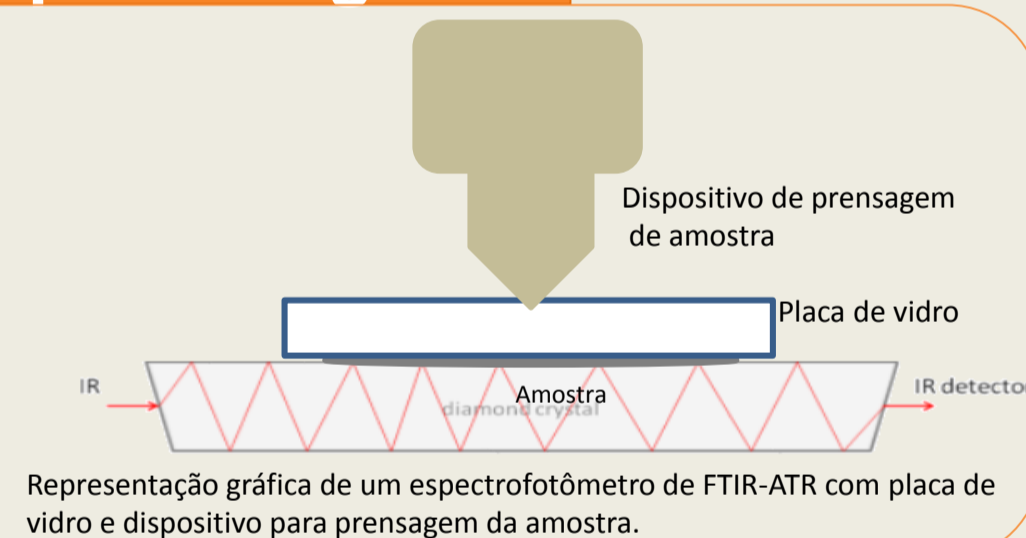 Dispositivo de prensagem
de amostra
Placa de vidro
IR
Amostra
IR detecto
diamond crystal
Representação gráfica de um espectrofotômetro de FTIR-ATR com placa de
vidro e dispositivo para prensagem da amostra.